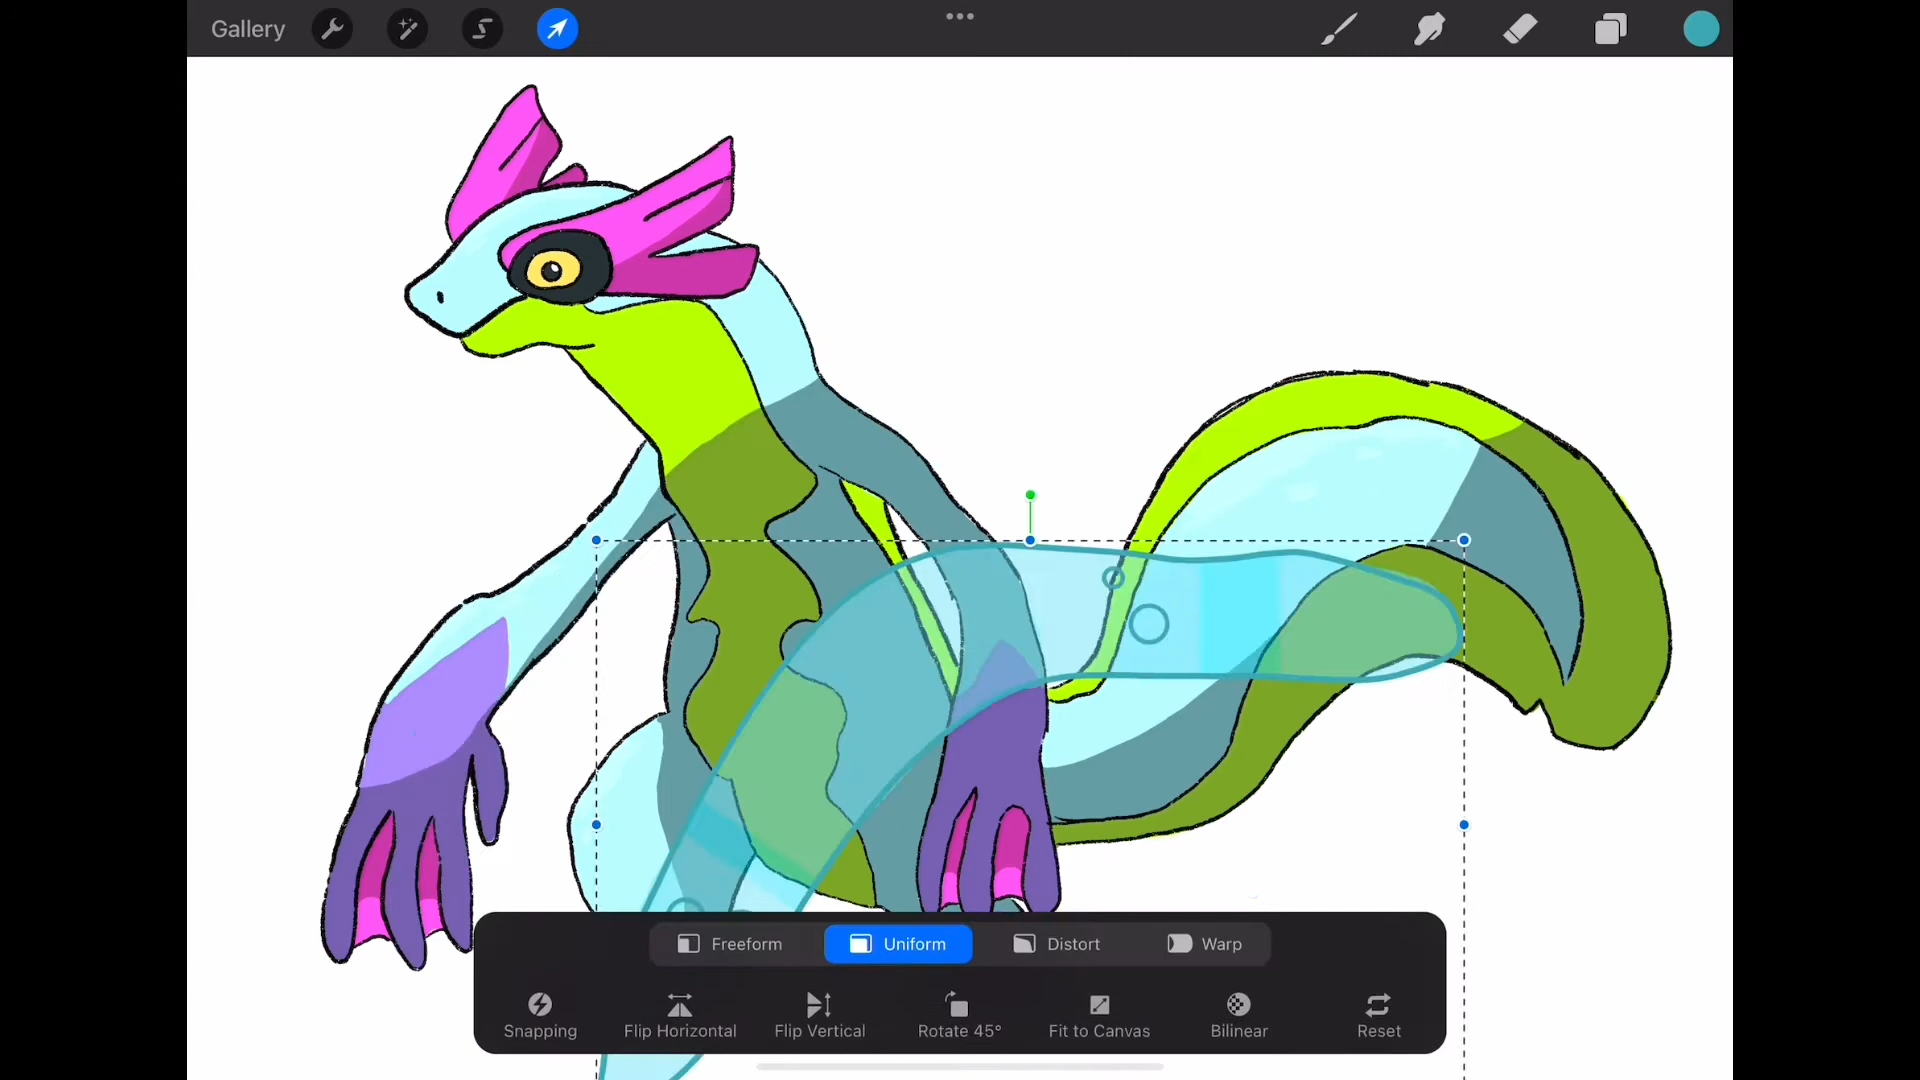 Gallery
Freeform Uniform Distort Warp
Snapping Flip Horizontal Flip Vertical Rotate 45° Fit to Canvas Bilinear Reset